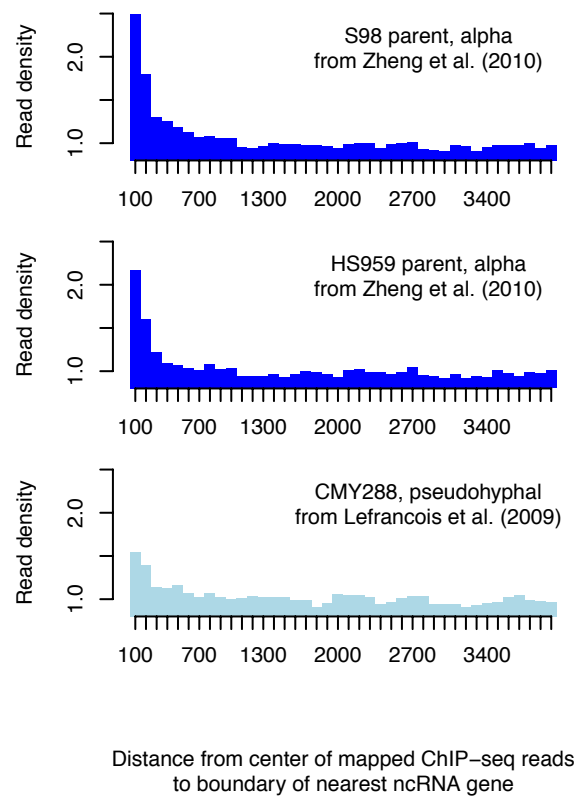 S98 parent, alpha
from Zheng et al. (2010)
Read density
2.0
1.0
100 700 1300 2000 2700 3400
HS959 parent, alpha
from Zheng et al. (2010)
Read density
2.0
1.0
100 700 1300 2000 2700 3400
CMY288, pseudohyphal
from Lefrancois et al. (2009)
Read density
2.0
1.0
100 700 1300 2000 2700 3400
Distance from center of mapped ChIP−seq reads
to boundary of nearest ncRNA gene